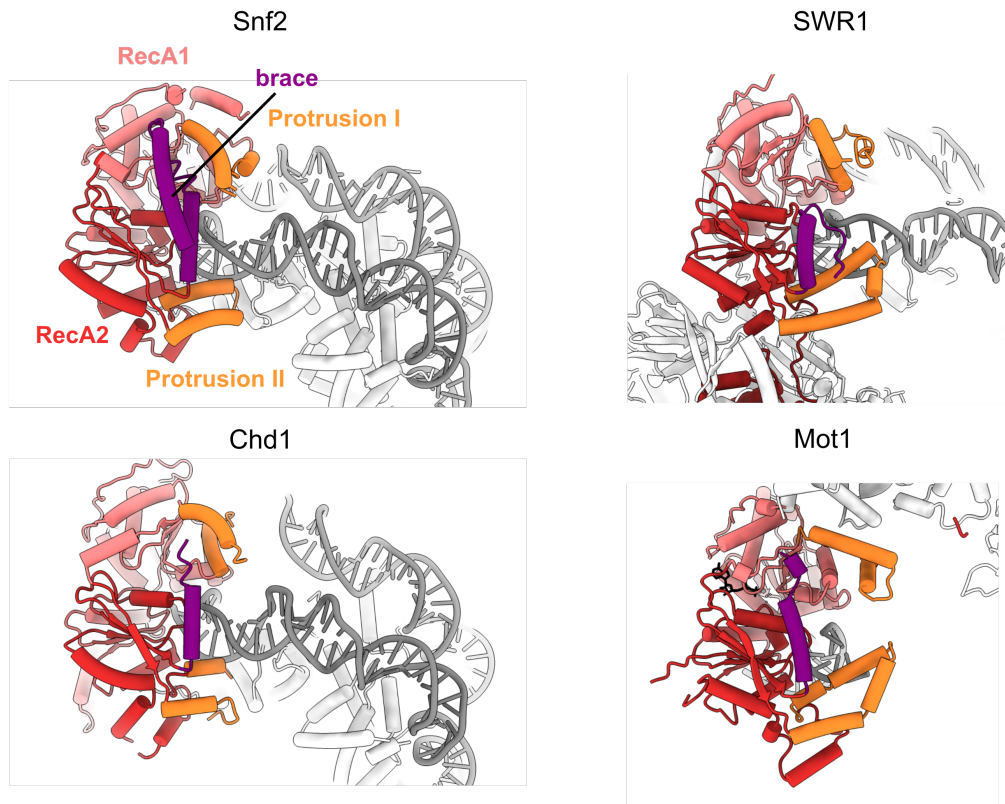 Snf2
SWR1
RecA1
brace
Protrusion I
RecA2
Protrusion II
Chd1
Mot1